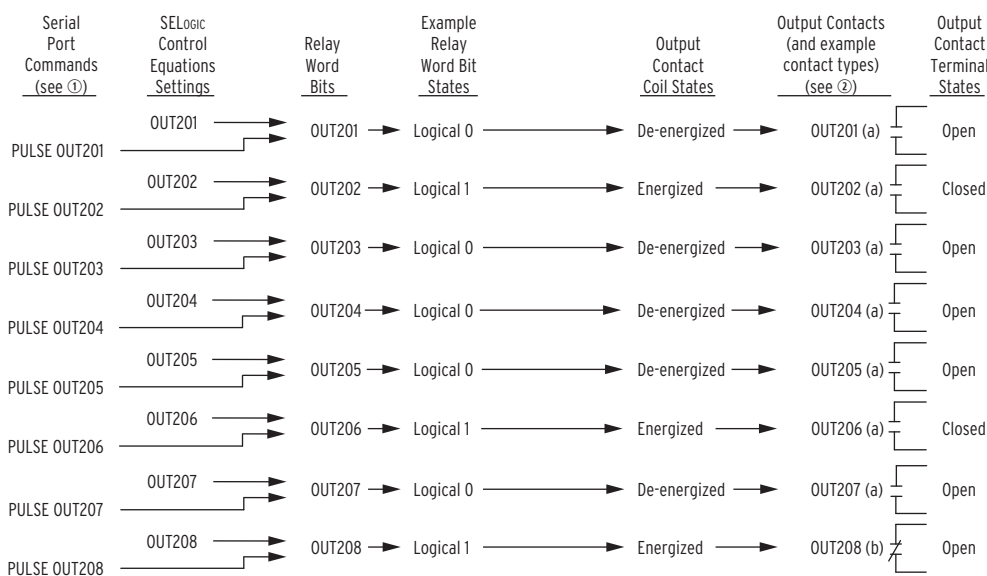 Serial Port Commands (see ①)
SELOGIC Control Equations Settings
Relay Word Bits
Example Relay Word Bit States
Output Contact Coil States
Output Contacts (and example contact types) (see ②)
Output Contact Terminal States
OUT201 OUT201 Logical 0 De-energized OUT201 (a) Open
PULSE OUT201
OUT202 OUT202 Logical 1 Energized OUT202 (a) Closed
PULSE OUT202
OUT203 OUT203 Logical 0 De-energized OUT203 (a) Open
PULSE OUT203
OUT204 OUT204 Logical 0 De-energized OUT204 (a) Open
PULSE OUT204
OUT205 OUT205 Logical 0 De-energized OUT205 (a) Open
PULSE OUT205
OUT206 OUT206 Logical 1 Energized OUT206 (a) Closed
PULSE OUT206
OUT207 OUT207 Logical 0 De-energized OUT207 (a) Open
PULSE OUT207
OUT208 OUT208 Logical 1 Energized OUT208 (b) Open
PULSE OUT208